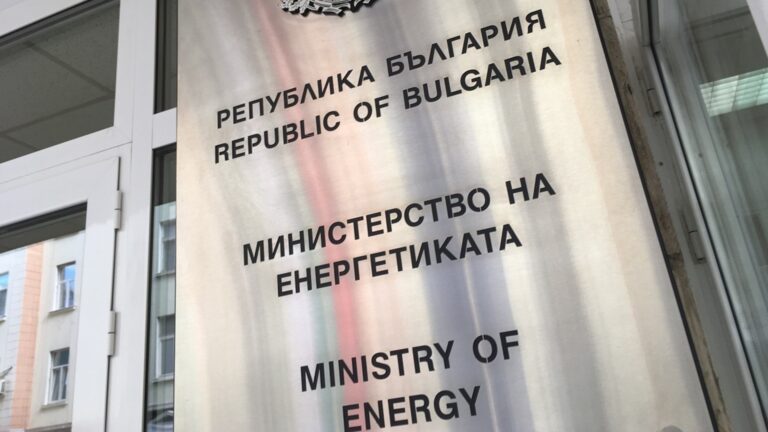 РЕПУБЛИКА БЪЛГАРИЯ
REPUBLIC OF BULGARIA
МИНИСТЕРСТВО НА
ЕНЕРГЕТИКАТА
MINISTRY OF
ENERGY